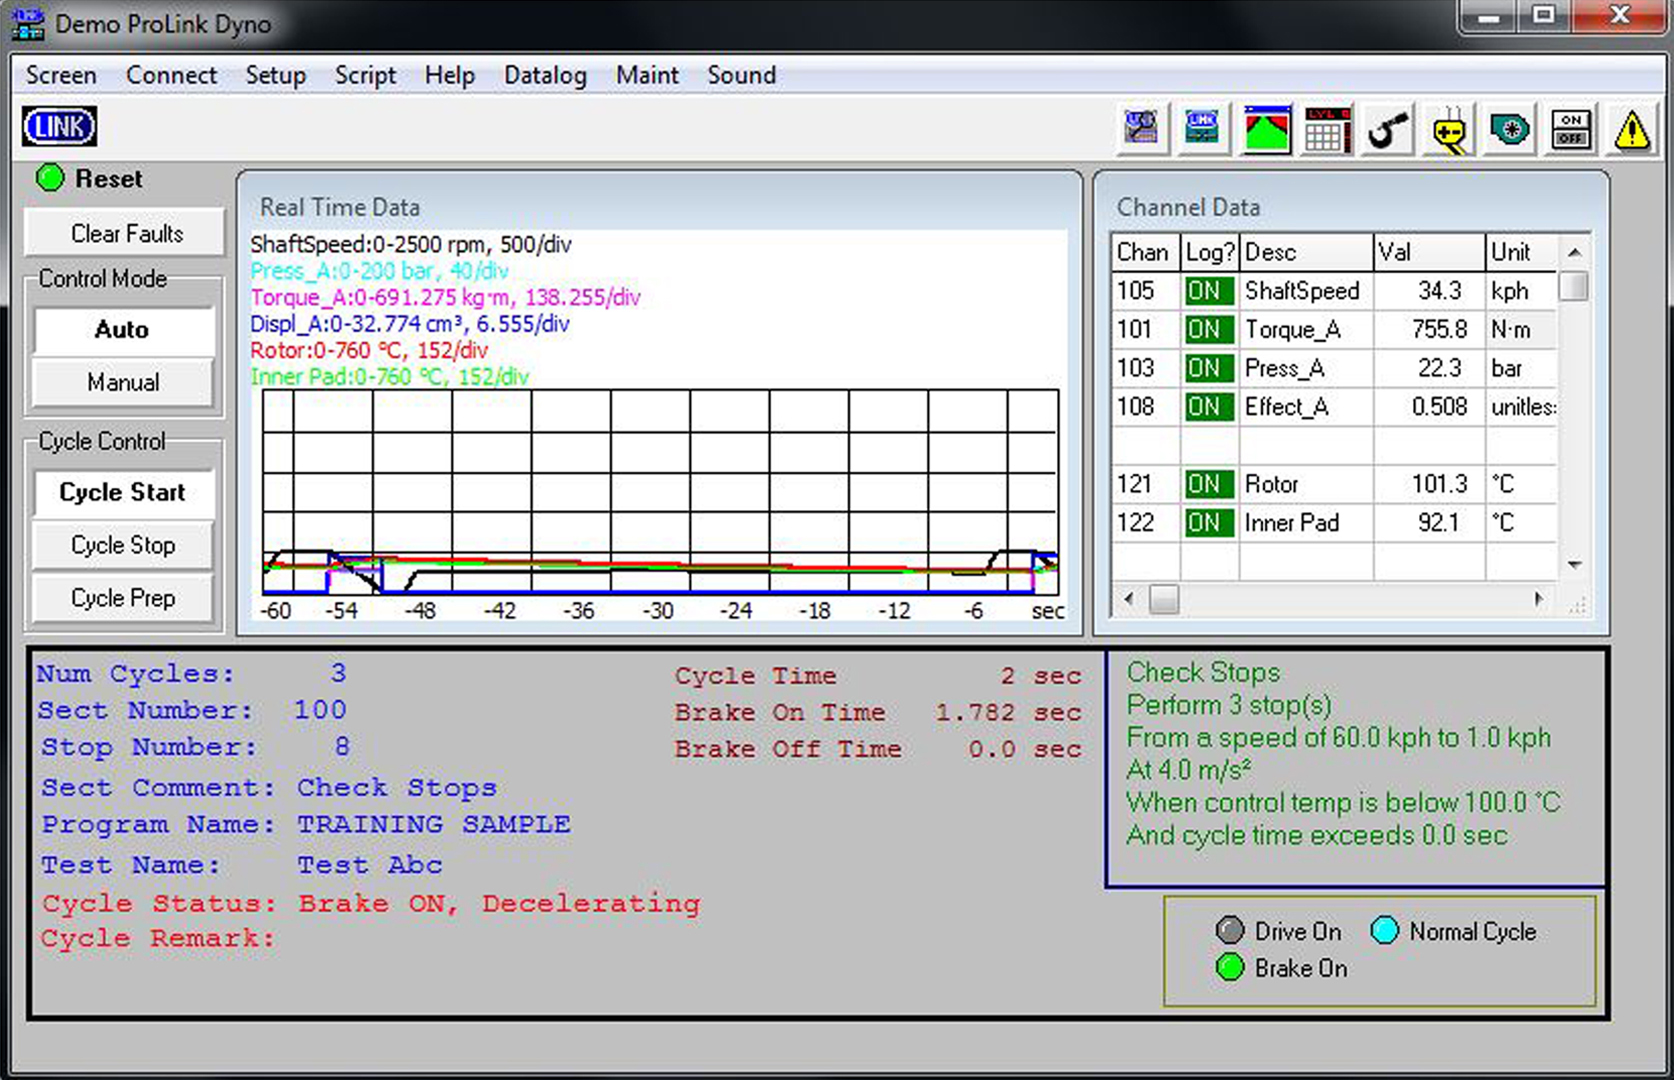 Demo ProLink Dyno
Screen Connect Setup Script Help Datalog Maint Sound
LINK
LINK
LVL
ON
OFF
Reset
Clear Faults
Control Mode
Auto
Manual
Cycle Control
Cycle Start
Cycle Stop
Cycle Prep
Real Time Data
ShaftSpeed:0-2500 rpm, 500/div
Press_A:0-200 bar, 40/div
Torque_A:0-691.275 kg·m, 138.255/div
Displ_A:0-32.774 cm³, 6.555/div
Rotor:0-760 ºC, 152/div
Inner Pad:0-760 ºC, 152/div
-60 -54 -48 -42 -36 -30 -24 -18 -12 -6 sec
Channel Data
Chan Log? Desc Val Unit
105 ON ShaftSpeed 34.3 kph
101 ON Torque_A 755.8 N·m
103 ON Press_A 22.3 bar
108 ON Effect_A 0.508 unitles
121 ON Rotor 101.3 °C
122 ON Inner Pad 92.1 °C
Num Cycles: 3
Sect Number: 100
Stop Number: 8
Sect Comment: Check Stops
Program Name: TRAINING SAMPLE
Test Name: Test Abc
Cycle Status: Brake ON, Decelerating
Cycle Remark:
Cycle Time 2 sec
Brake On Time 1.782 sec
Brake Off Time 0.0 sec
Check Stops
Perform 3 stop(s)
From a speed of 60.0 kph to 1.0 kph
At 4.0 m/s²
When control temp is below 100.0 °C
And cycle time exceeds 0.0 sec
Drive On Normal Cycle
Brake On